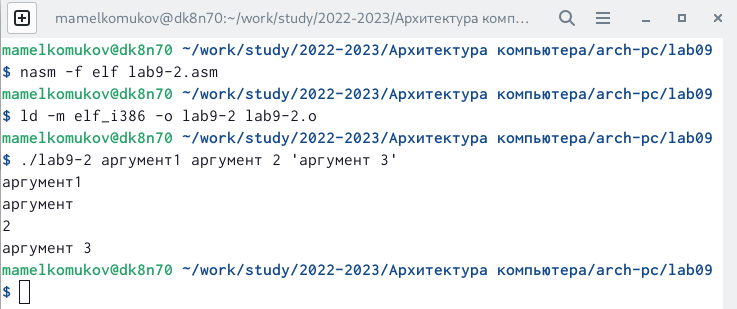 mamelkomukov@dk8n70:~/work/study/2022-2023/Архитектура комп...
mamelkomukov@dk8n70 ~/work/study/2022-2023/Архитектура компьютера/arch-pc/lab09
$ nasm -f elf lab9-2.asm
mamelkomukov@dk8n70 ~/work/study/2022-2023/Архитектура компьютера/arch-pc/lab09
$ ld -m elf_i386 -o lab9-2 lab9-2.o
mamelkomukov@dk8n70 ~/work/study/2022-2023/Архитектура компьютера/arch-pc/lab09
$ ./lab9-2 аргумент1 аргумент 2 'аргумент 3'
аргумент1
аргумент
2
аргумент 3
mamelkomukov@dk8n70 ~/work/study/2022-2023/Архитектура компьютера/arch-pc/lab09
$